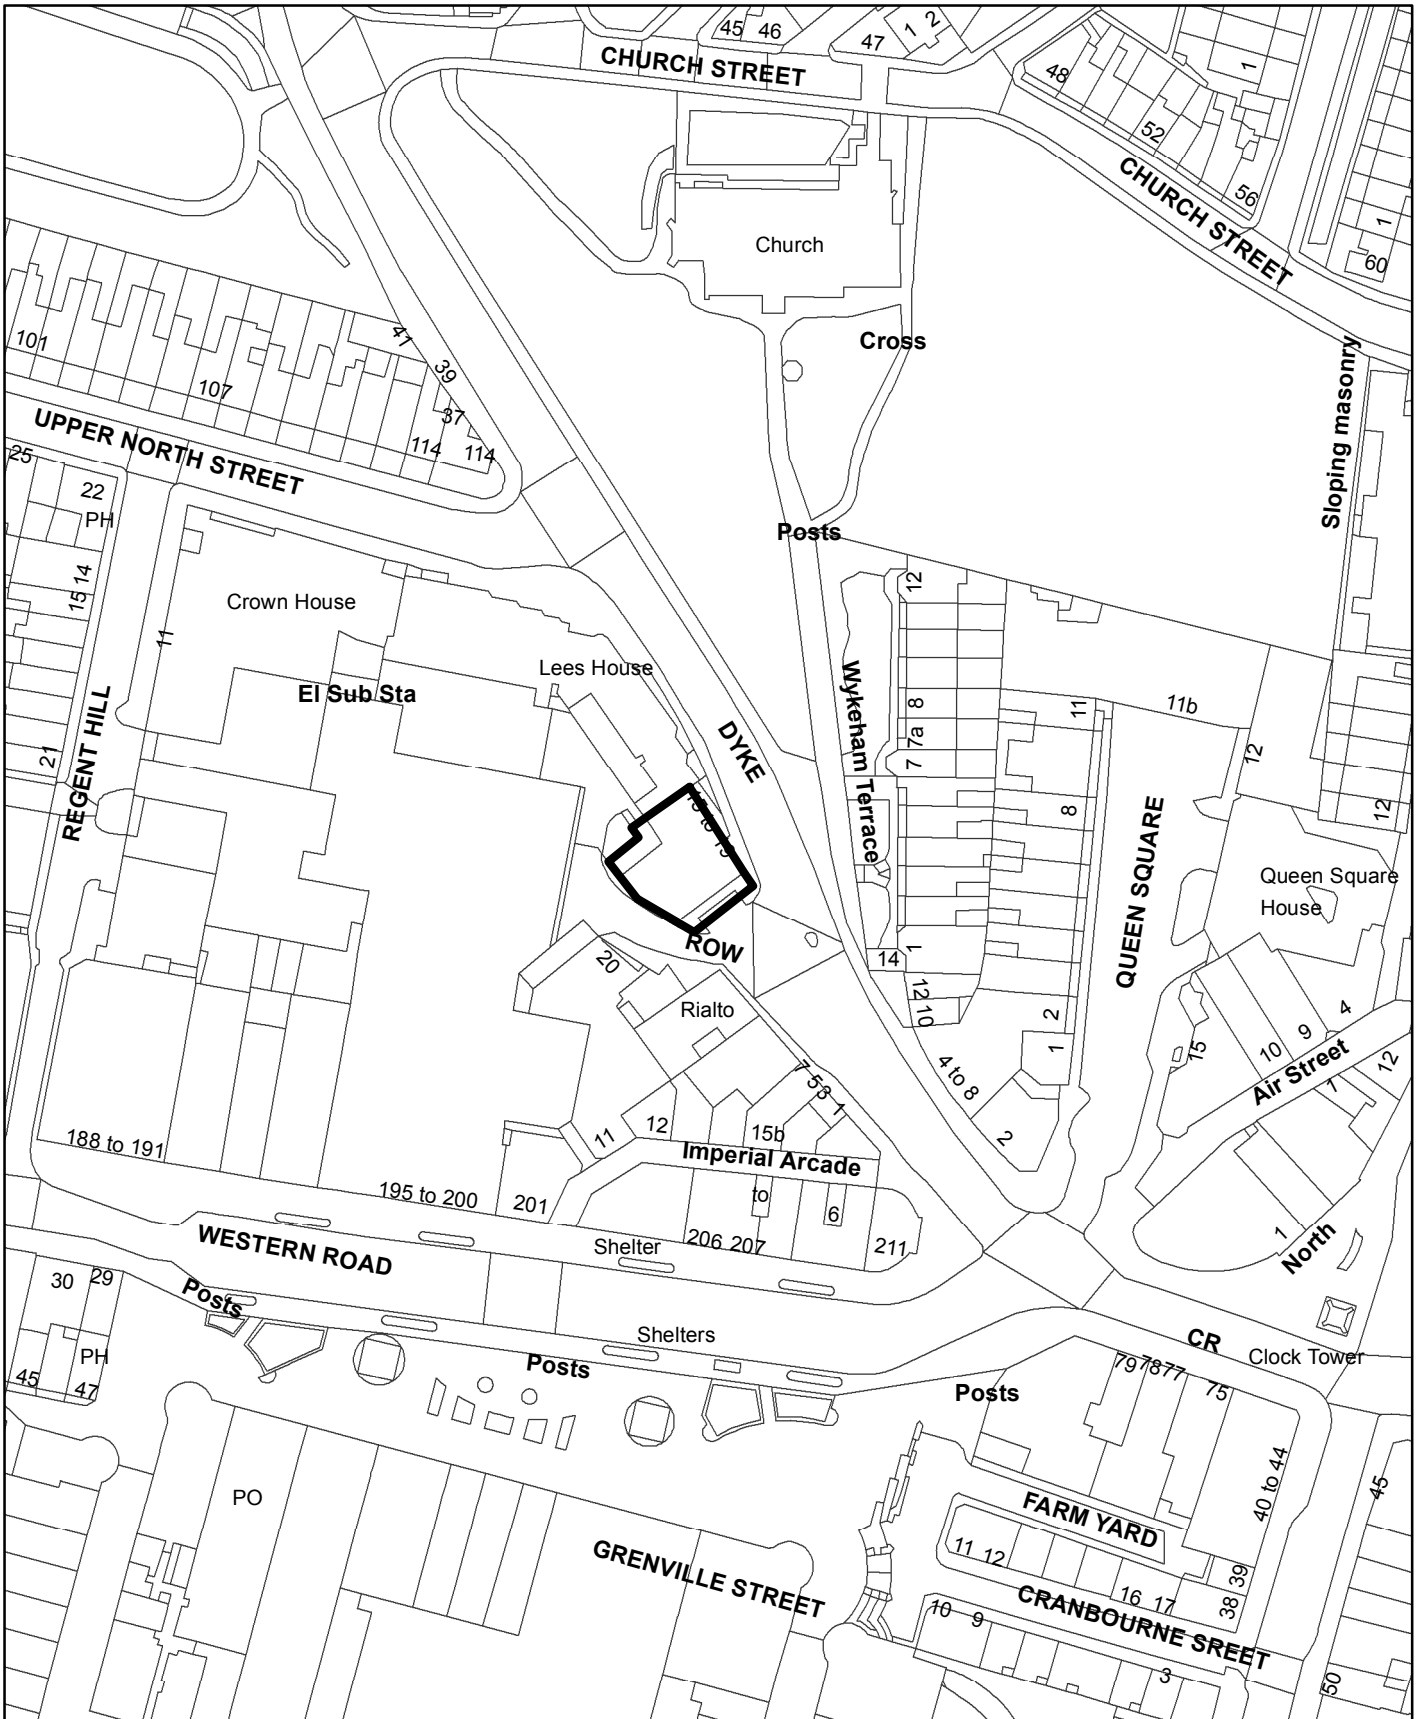 45 46
47
1 2
CHURCH STREET
48
1
52
56
CHURCH STREET
1
60
Church
Cross
Sloping masonry
101
107
41
39
37
114
114
UPPER NORTH STREET
25
22
PH
15 14
21
REGENT HILL
11
Crown House
El Sub Sta
Lees House
DYKE
15 to 19
ROW
Posts
12
8
7a
7
1
Wykeham Terrace
14
12
10
11
8
2
1
4 to 8
2
QUEEN SQUARE
11b
12
12
Queen Square
House
15
10
9
4
Air Street
1
12
1
North
20
Rialto
7 5 3 1
11
12
15b
Imperial Arcade
to
6
188 to 191
195 to 200
201
206 207
211
WESTERN ROAD
Shelter
Shelters
30
29
PH
45
47
Posts
Posts
Posts
CR
Clock Tower
79 78 77
75
40 to 44
45
PO
GRENVILLE STREET
FARM YARD
11 12
16 17
39
38
CRANBOURNE SREET
10 9
3
50